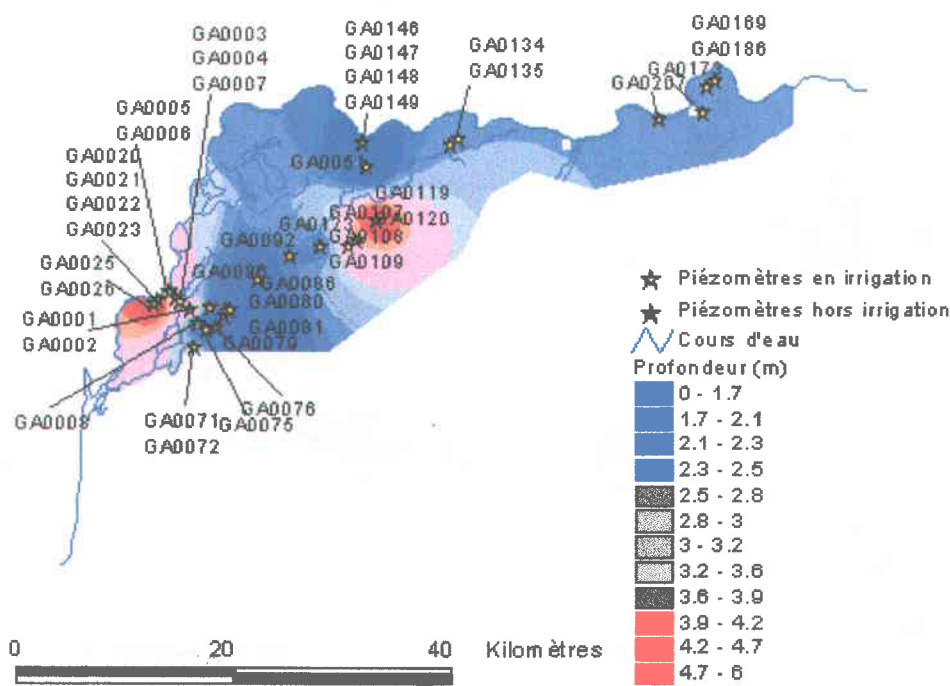 GA0003
GA0004
GA0007
GA0005
GA0006
GA0020
GA0021
GA0022
GA0023
GA0025
GA0026
GA0001
GA0002
GA0008
GA0071
GA0072
GA0076
GA0075
GA0146
GA0147
GA0148
GA0149
GA0134
GA0135
GA0169
GA0186
GA0173
GA0207
GA0051
GA0119
GA0107
GA0120
GA0123
GA0108
GA0109
GA0092
GA0086
GA0080
GA0081
GA0079
Piézomètres en irrigation
Piézomètres hors irrigation
Cours d'eau
Profondeur (m)
0 - 1.7
1.7 - 2.1
2.1 - 2.3
2.3 - 2.5
2.5 - 2.8
2.8 - 3
3 - 3.2
3.2 - 3.6
3.6 - 3.9
3.9 - 4.2
4.2 - 4.7
4.7 - 6
0 20 40 Kilomètres